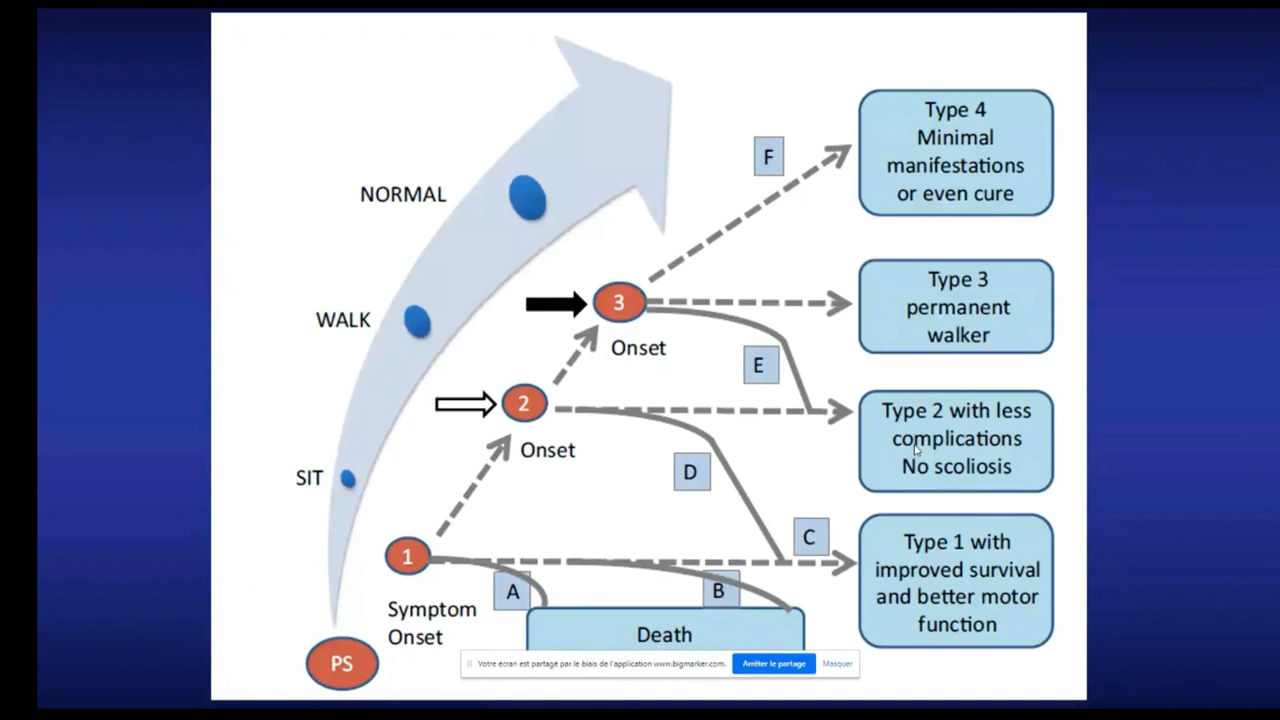 NORMAL
WALK
SIT
PS
1
Symptom
Onset
2
Onset
3
Onset
A
B
C
D
E
F
Type 4
Minimal
manifestations
or even cure
Type 3
permanent
walker
Type 2 with less
complications
No scoliosis
Type 1 with
improved survival
and better motor
function
Death
Votre écran est partagé par le biais de l'application www.bigmarker.com.
Arrêter le partage
Masquer